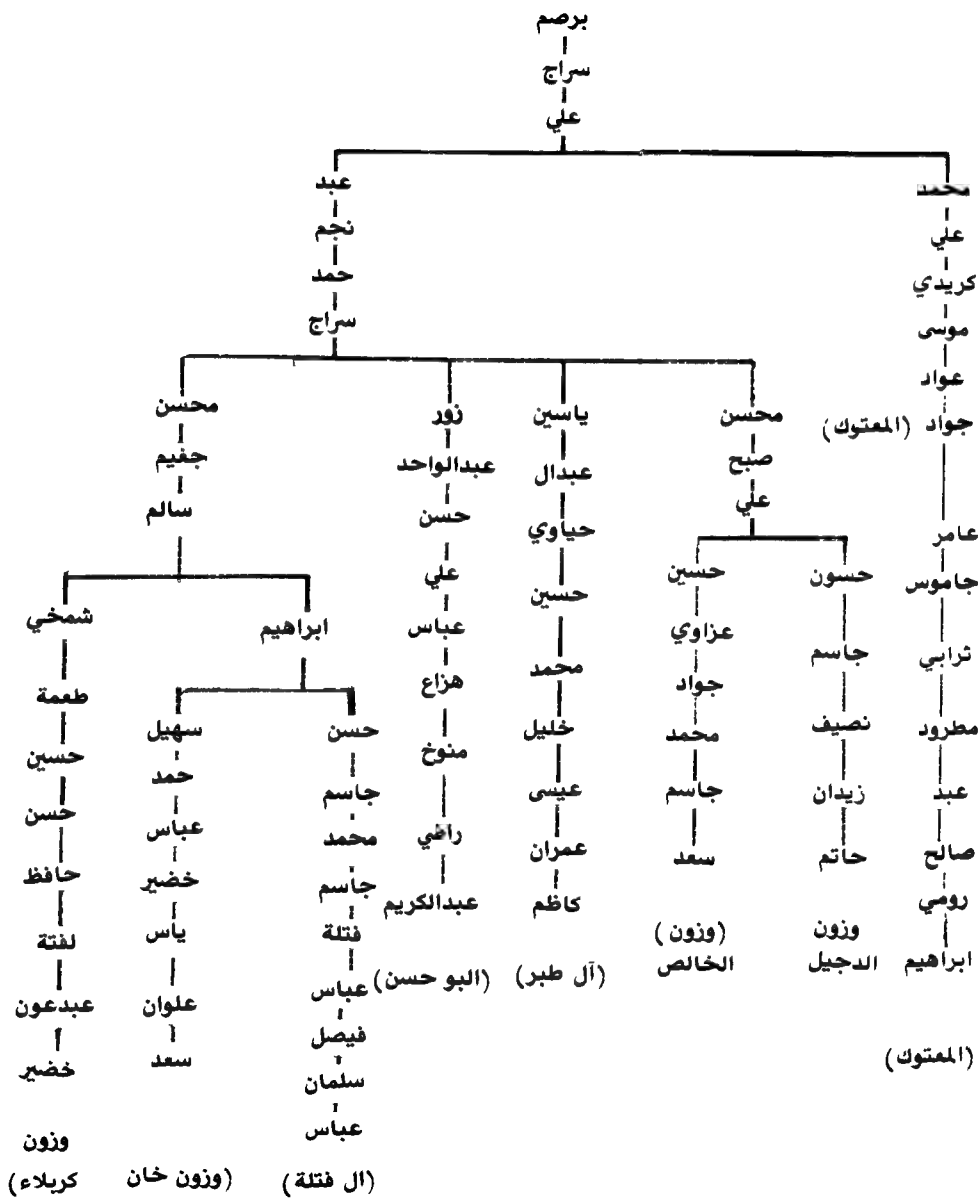 برصم
سراج
علي
محمد
علي
كريدي
موسى
عواد
جواد (المعتوك)
عامر
جاموس
ثرابي
مطرود
عبد
صالح
رومي
ابراهيم
(المعتوك)
عبد
نجم
حمد
سراج
محسن
صبح
علي
حسون
جاسم
نصيف
زيدان
حاتم
وزون
الدجيل
حسين
عزاوي
جواد
محمد
جاسم
سعد
(وزون)
الخالص
ياسين
عبدال
حياوي
حسين
محمد
خليل
عيسى
عمران
كاظم
(آل طبر)
زور
عبدالواحد
حسن
علي
عباس
هزاع
منوخ
راضي
عبدالكريم
(البو حسن)
محسن
جفيم
سالم
ابراهيم
حسن
جاسم
محمد
جاسم
فتلة
عباس
فيصل
سلمان
عباس
(ال فتلة)
سهيل
حمد
عباس
خضير
ياس
علوان
سعد
(وزون خان
شمخي
طعمة
حسين
حسن
حافظ
لفتة
عبدعون
خضير
وزون
كربلاء)